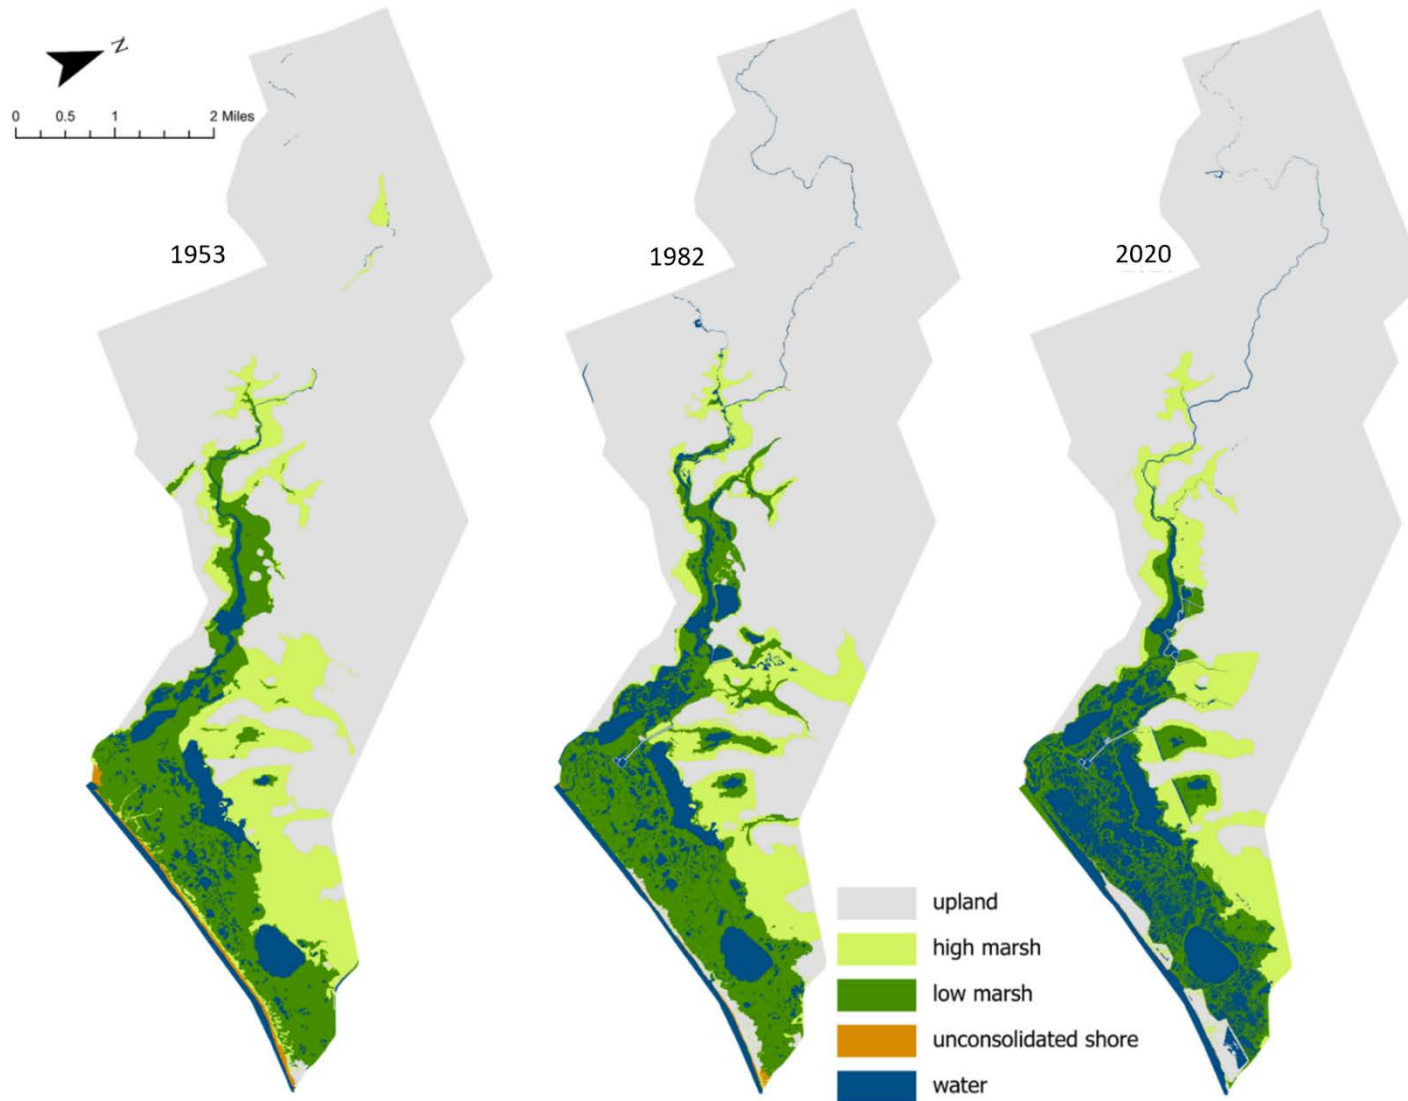 N
0 0.5 1 2 Miles
1953
1982
2020
upland
high marsh
low marsh
unconsolidated shore
water